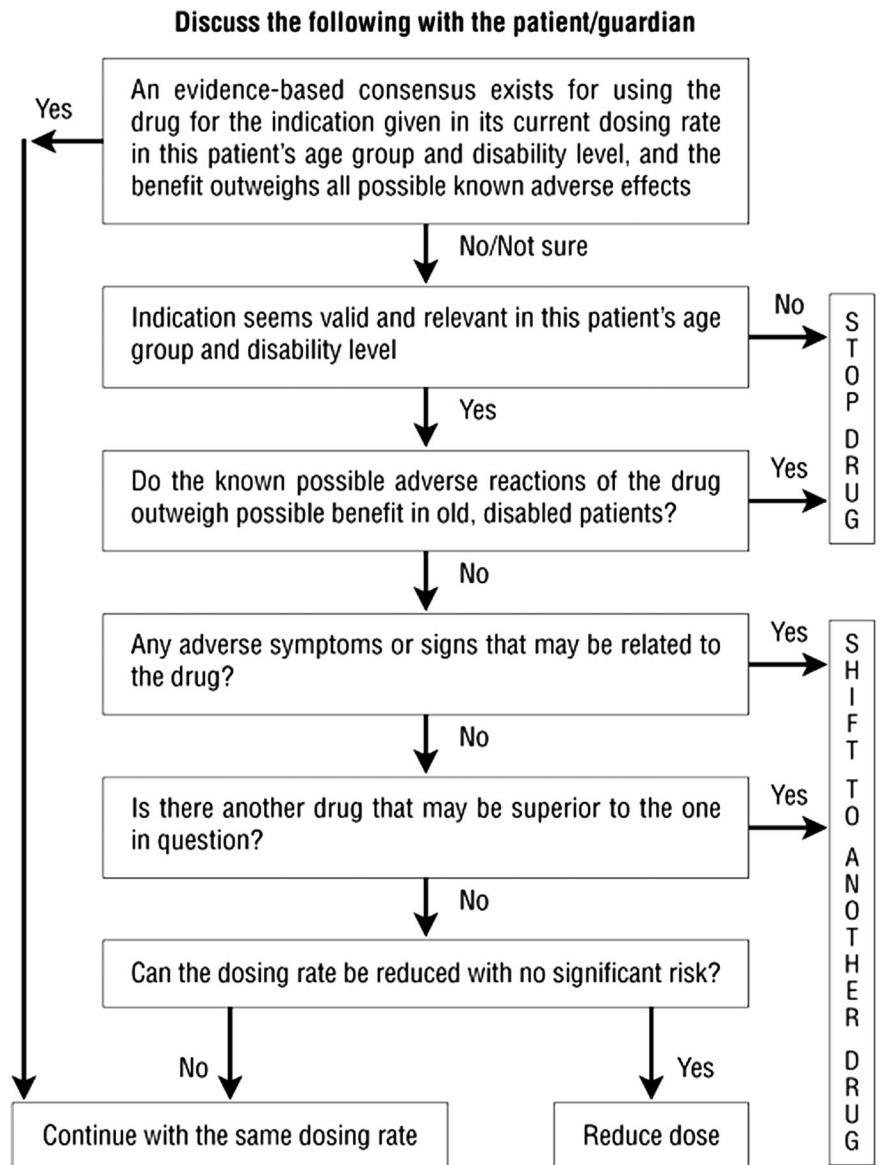 Discuss the following with the patient/guardian
Yes
An evidence-based consensus exists for using the
drug for the indication given in its current dosing rate
in this patient's age group and disability level, and the
benefit outweighs all possible known adverse effects
No/Not sure
Indication seems valid and relevant in this patient's age
group and disability level
No
STOP DRUG
Yes
Do the known possible adverse reactions of the drug
outweigh possible benefit in old, disabled patients?
Yes
No
Any adverse symptoms or signs that may be related to
the drug?
Yes
SHIFT TO ANOTHER DRUG
No
Is there another drug that may be superior to the one
in question?
Yes
No
Can the dosing rate be reduced with no significant risk?
No
Yes
Continue with the same dosing rate
Reduce dose